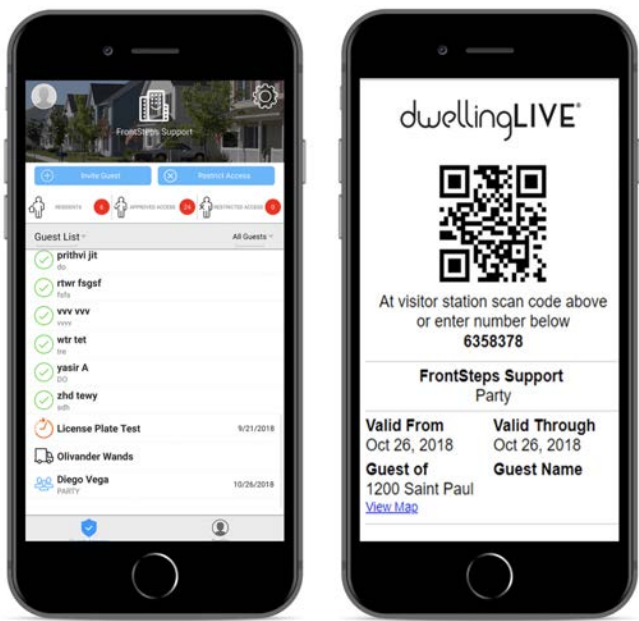 FrontSteps Support
Invite Guest
Restrict Access
RESIDENTS
APPROVED ACCESS 24
RESTRICTED ACCESS
Guest List
All Guests
prithvi jit
do
rtwr fsgsf
fsfs
vvv vvv
vvvv
wtr tet
tre
yasir A
DO
zhd tewy
sdh
License Plate Test 9/21/2018
Olivander Wands
Diego Vega
PARTY
10/26/2018
dwellingLIVE®
At visitor station scan code above
or enter number below
6358378
FrontSteps Support
Party
Valid From Valid Through
Oct 26, 2018 Oct 26, 2018
Guest of Guest Name
1200 Saint Paul
View Map